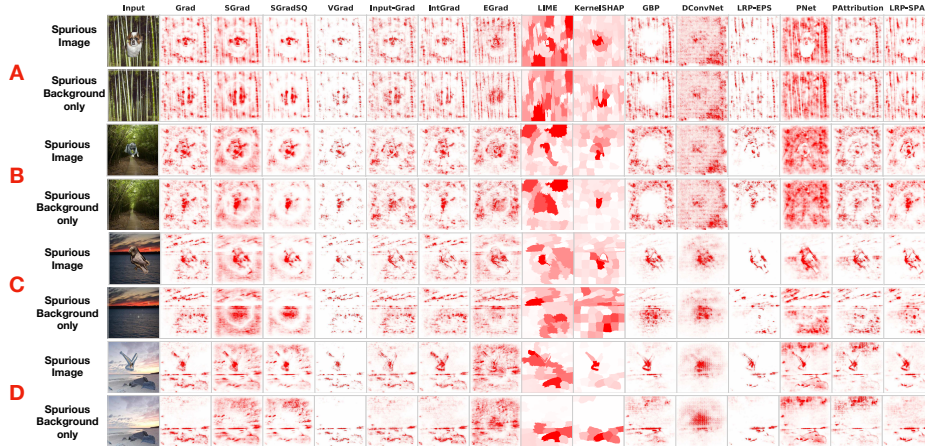 Input Grad SGrad SGradSQ VGrad Input-Grad IntGrad EGrad LIME KernelSHAP GBP DConvNet LRP-EPS PNet PAttribution LRP-SPA
Spurious
Image
A
Spurious
Background
only
Spurious
Image
B
Spurious
Background
only
Spurious
Image
C
Spurious
Background
only
Spurious
Image
D
Spurious
Background
only